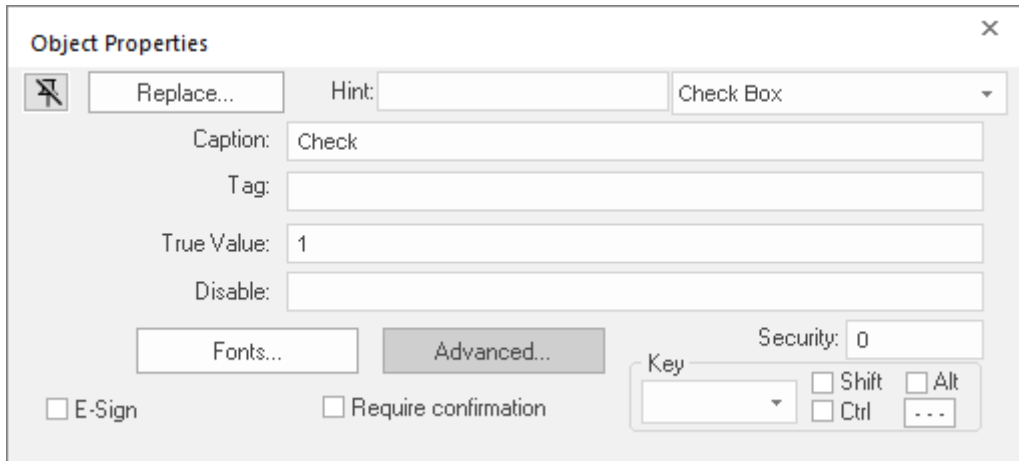 Object Properties
Replace... Hint: Check Box
Caption: Check
Tag:
True Value: 1
Disable:
Fonts... Advanced... Security: 0
Key
Shift Alt
E-Sign Require confirmation Ctrl ...